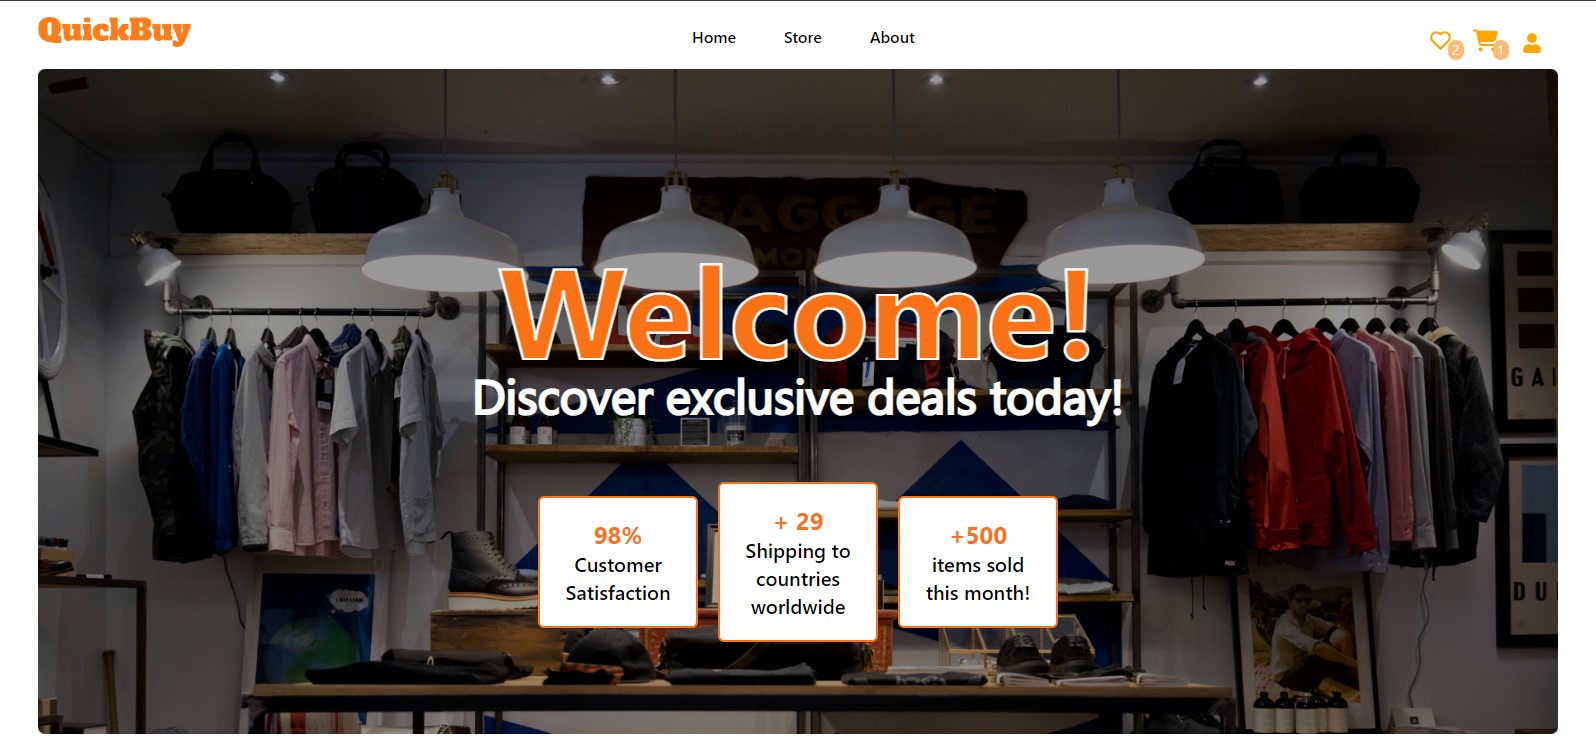 QuickBuy
Home
Store
About
2
1
BAGGAGE
Welcome!
Discover exclusive deals today!
98%
Customer
Satisfaction
+ 29
Shipping to
countries
worldwide
+500
items sold
this month!